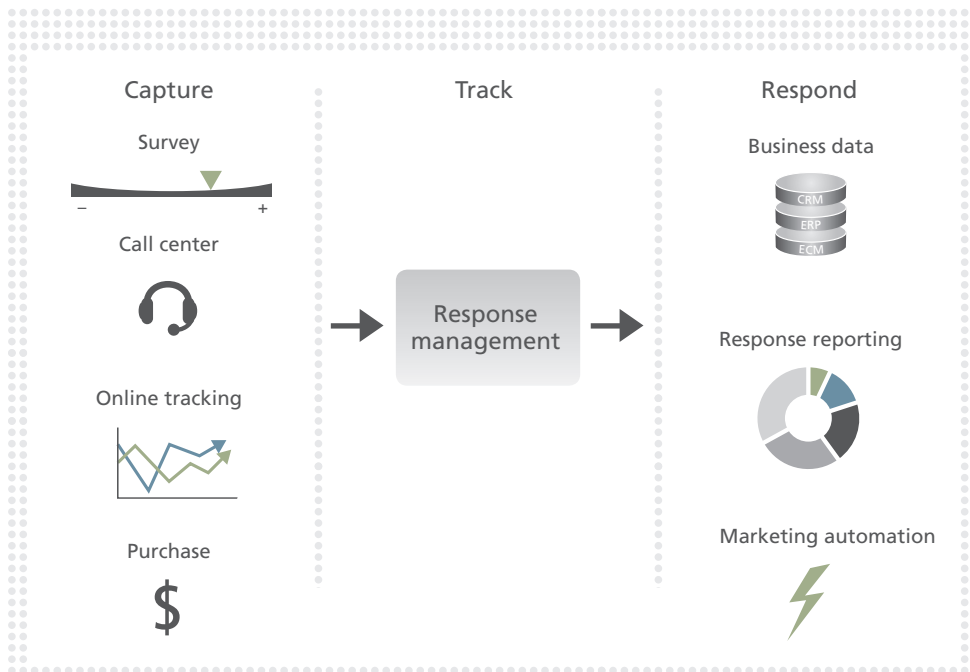 Capture
Survey
– +
Call center
Online tracking
Purchase
$
Track
Response
management
Respond
Business data
CRM
ERP
ECM
Response reporting
Marketing automation